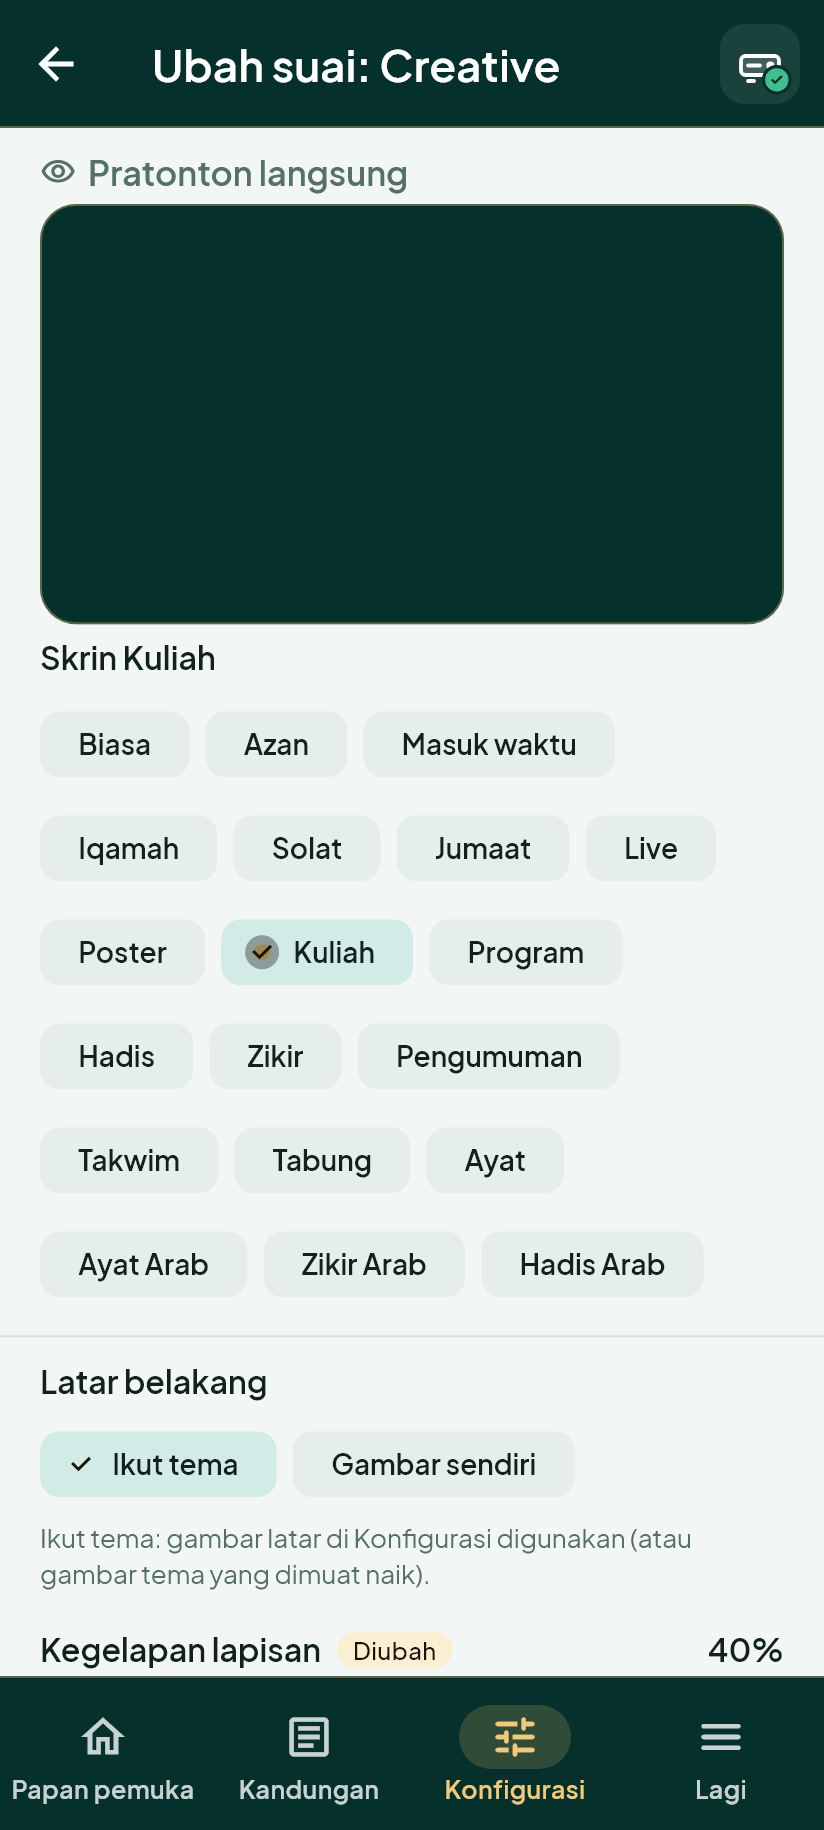 Ubah suai: Creative
Pratonton langsung
Skrin Kuliah
Biasa Azan Masuk waktu
Iqamah Solat Jumaat Live
Poster Kuliah Program
Hadis Zikir Pengumuman
Takwim Tabung Ayat
Ayat Arab Zikir Arab Hadis Arab
Latar belakang
Ikut tema Gambar sendiri
Ikut tema: gambar latar di Konfigurasi digunakan (atau
gambar tema yang dimuat naik).
Kegelapan lapisan Diubah 40%
Papan pemuka Kandungan Konfigurasi Lagi